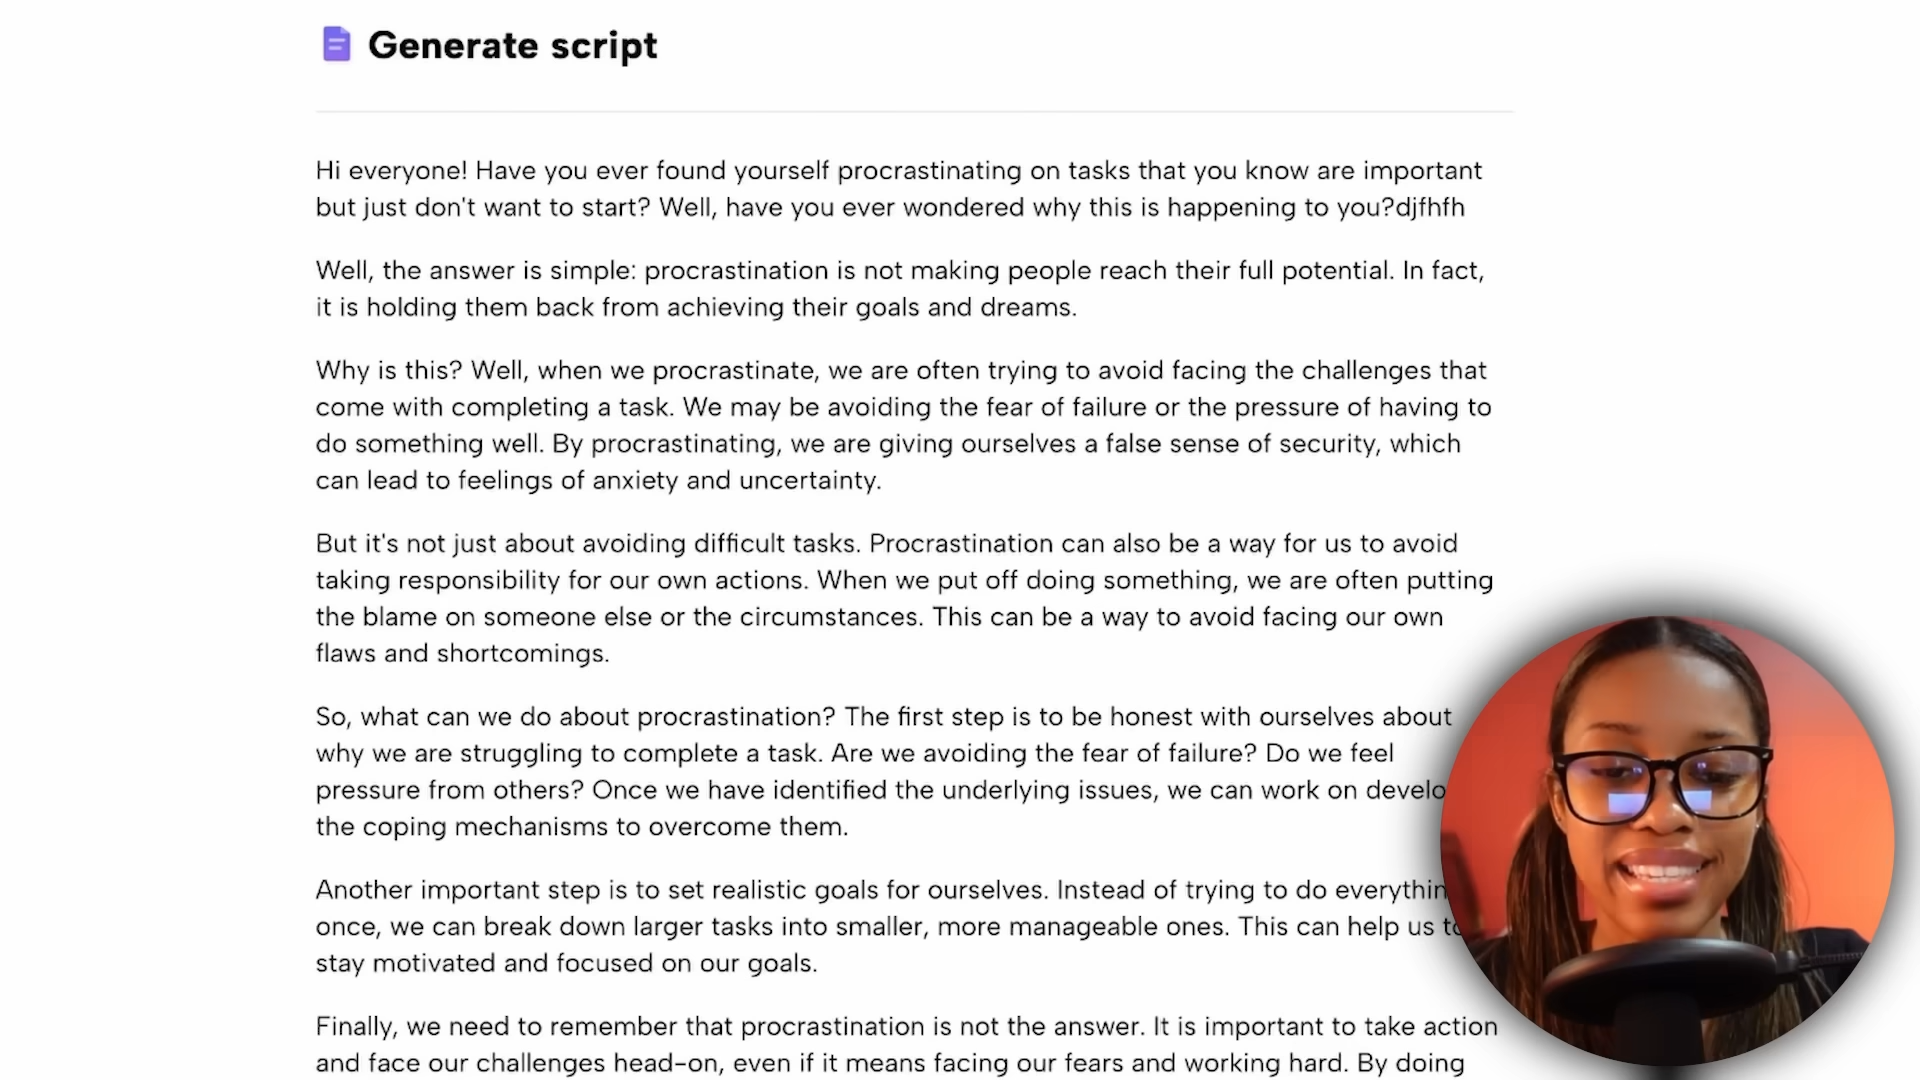 Generate script
Hi everyone! Have you ever found yourself procrastinating on tasks that you know are important
but just don't want to start? Well, have you ever wondered why this is happening to you?djfhfh
Well, the answer is simple: procrastination is not making people reach their full potential. In fact,
it is holding them back from achieving their goals and dreams.
Why is this? Well, when we procrastinate, we are often trying to avoid facing the challenges that
come with completing a task. We may be avoiding the fear of failure or the pressure of having to
do something well. By procrastinating, we are giving ourselves a false sense of security, which
can lead to feelings of anxiety and uncertainty.
But it's not just about avoiding difficult tasks. Procrastination can also be a way for us to avoid
taking responsibility for our own actions. When we put off doing something, we are often putting
the blame on someone else or the circumstances. This can be a way to avoid facing our own
flaws and shortcomings.
So, what can we do about procrastination? The first step is to be honest with ourselves about
why we are struggling to complete a task. Are we avoiding the fear of failure? Do we feel
pressure from others? Once we have identified the underlying issues, we can work on develo
the coping mechanisms to overcome them.
Another important step is to set realistic goals for ourselves. Instead of trying to do everythin
once, we can break down larger tasks into smaller, more manageable ones. This can help us to
stay motivated and focused on our goals.
Finally, we need to remember that procrastination is not the answer. It is important to take action
and face our challenges head-on, even if it means facing our fears and working hard. By doing